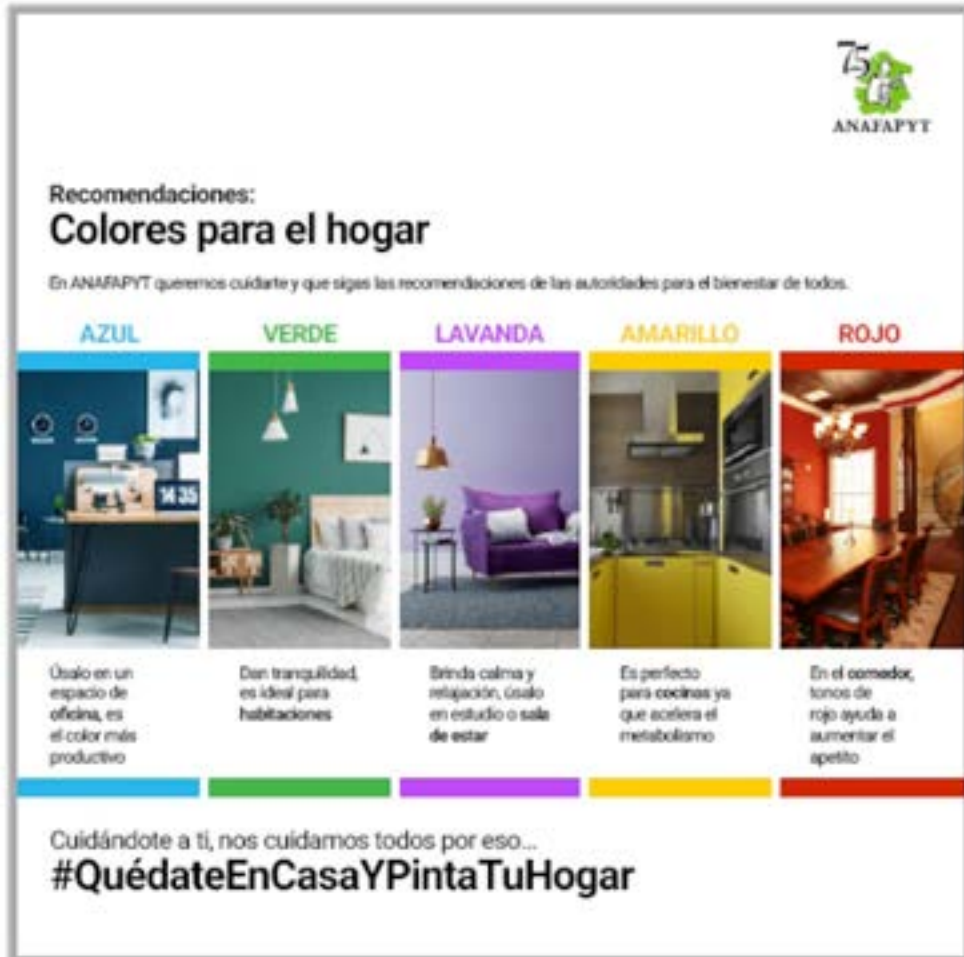 75
ANAFAPYT
Recomendaciones:
Colores para el hogar
En ANAFAPYT queremos cuidarte y que sigas las recomendaciones de las autoridades para el bienestar de todos.
AZUL
VERDE
LAVANDA
AMARILLO
ROJO
14 35
Úsalo en un
espacio de
oficina, es
el color más
productivo
Dan tranquilidad,
es ideal para
habitaciones
Brinda calma y
relajación, úsalo
en estudio o sala
de estar
Es perfecto
para cocinas ya
que acelera el
metabolismo
En el comedor,
tonos de
rojo ayuda a
aumentar el
apetito
Cuidándote a ti, nos cuidamos todos por eso...
#QuédateEnCasaYPintaTuHogar